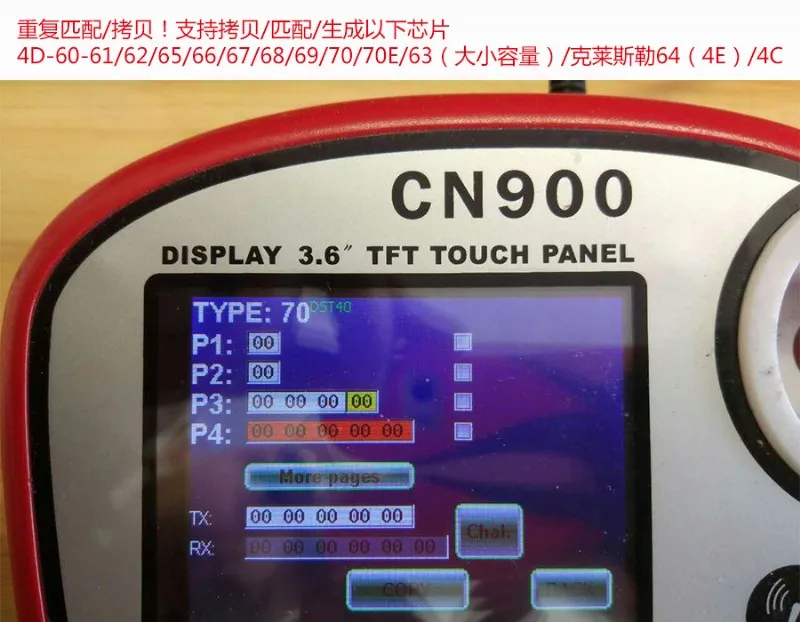 重复匹配/拷贝！支持拷贝/匹配/生成以下芯片
4D-60-61/62/65/66/67/68/69/70/70E/63（大小容量）/克莱斯勒64（4E）/4C
CN900
DISPLAY 3.6″ TFT TOUCH PANEL
TYPE: 70 DST40
P1: 00
P2: 00
P3: 00 00 00 00
P4: 00 00 00 00 00
More pages
TX: 00 00 00 00 00
Chal.
RX: 00 00 00 00 00 00
COPY BACK